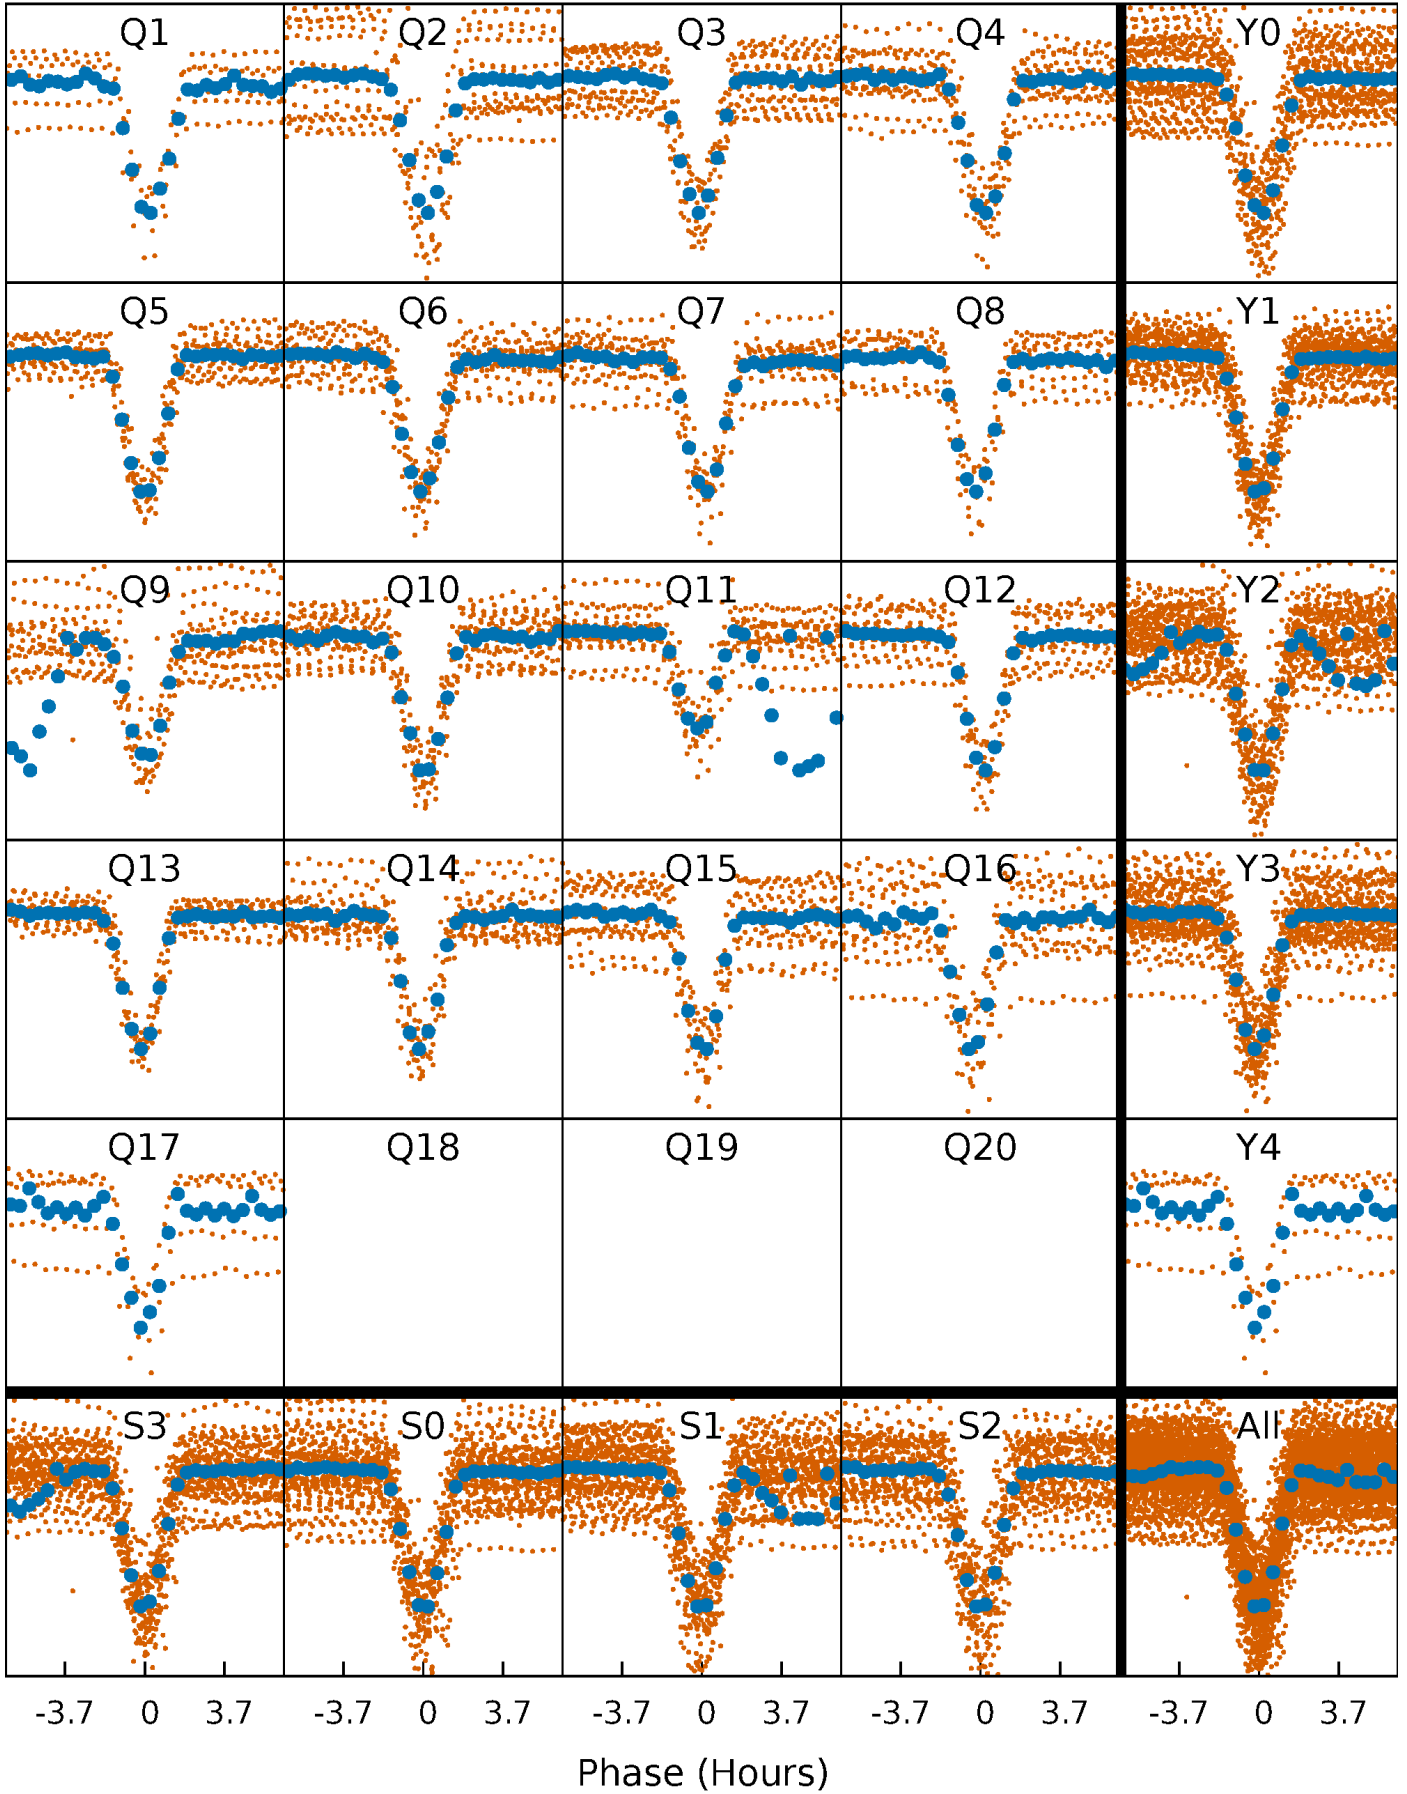 Q1 Q2 Q3 Q4 Y0
Q5 Q6 Q7 Q8 Y1
Q9 Q10 Q11 Q12 Y2
Q13 Q14 Q15 Q16 Y3
Q17 Q18 Q19 Q20 Y4
S3 S0 S1 S2 All
-3.7 0 3.7 -3.7 0 3.7 -3.7 0 3.7 -3.7 0 3.7 -3.7 0 3.7
Phase (Hours)